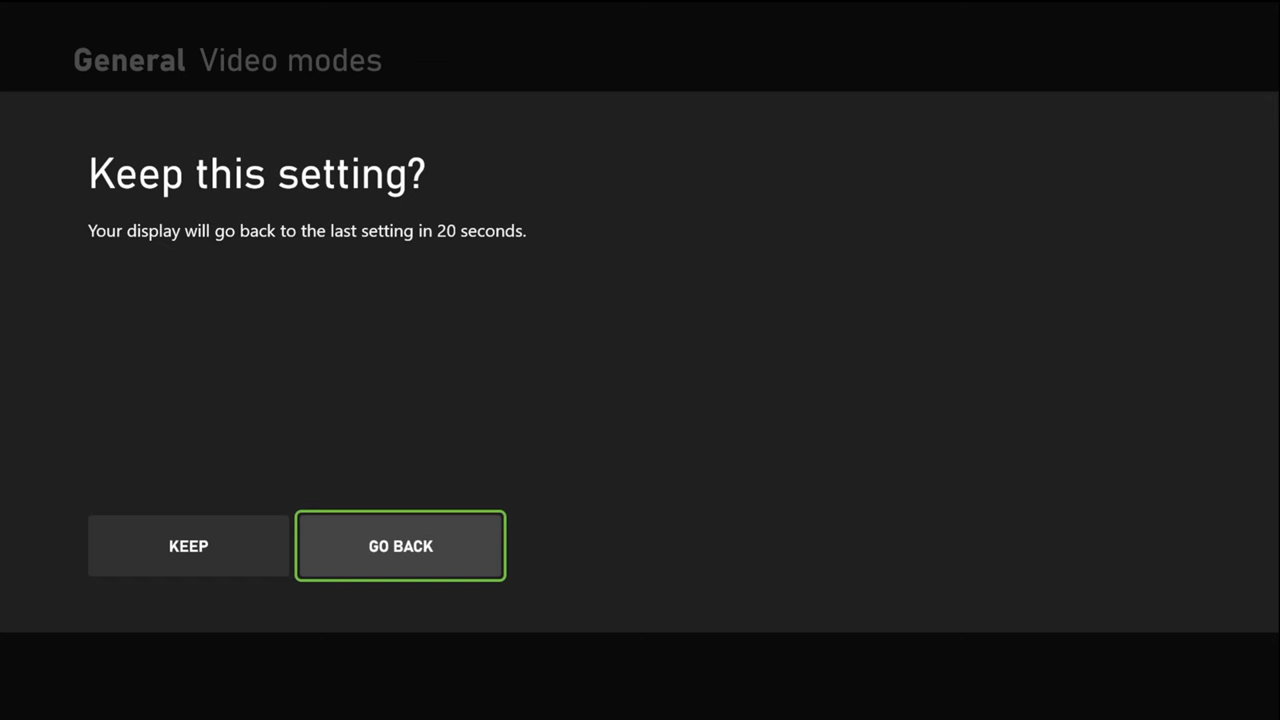 General Video modes
Keep this setting?
Your display will go back to the last setting in 20 seconds.
KEEP GO BACK